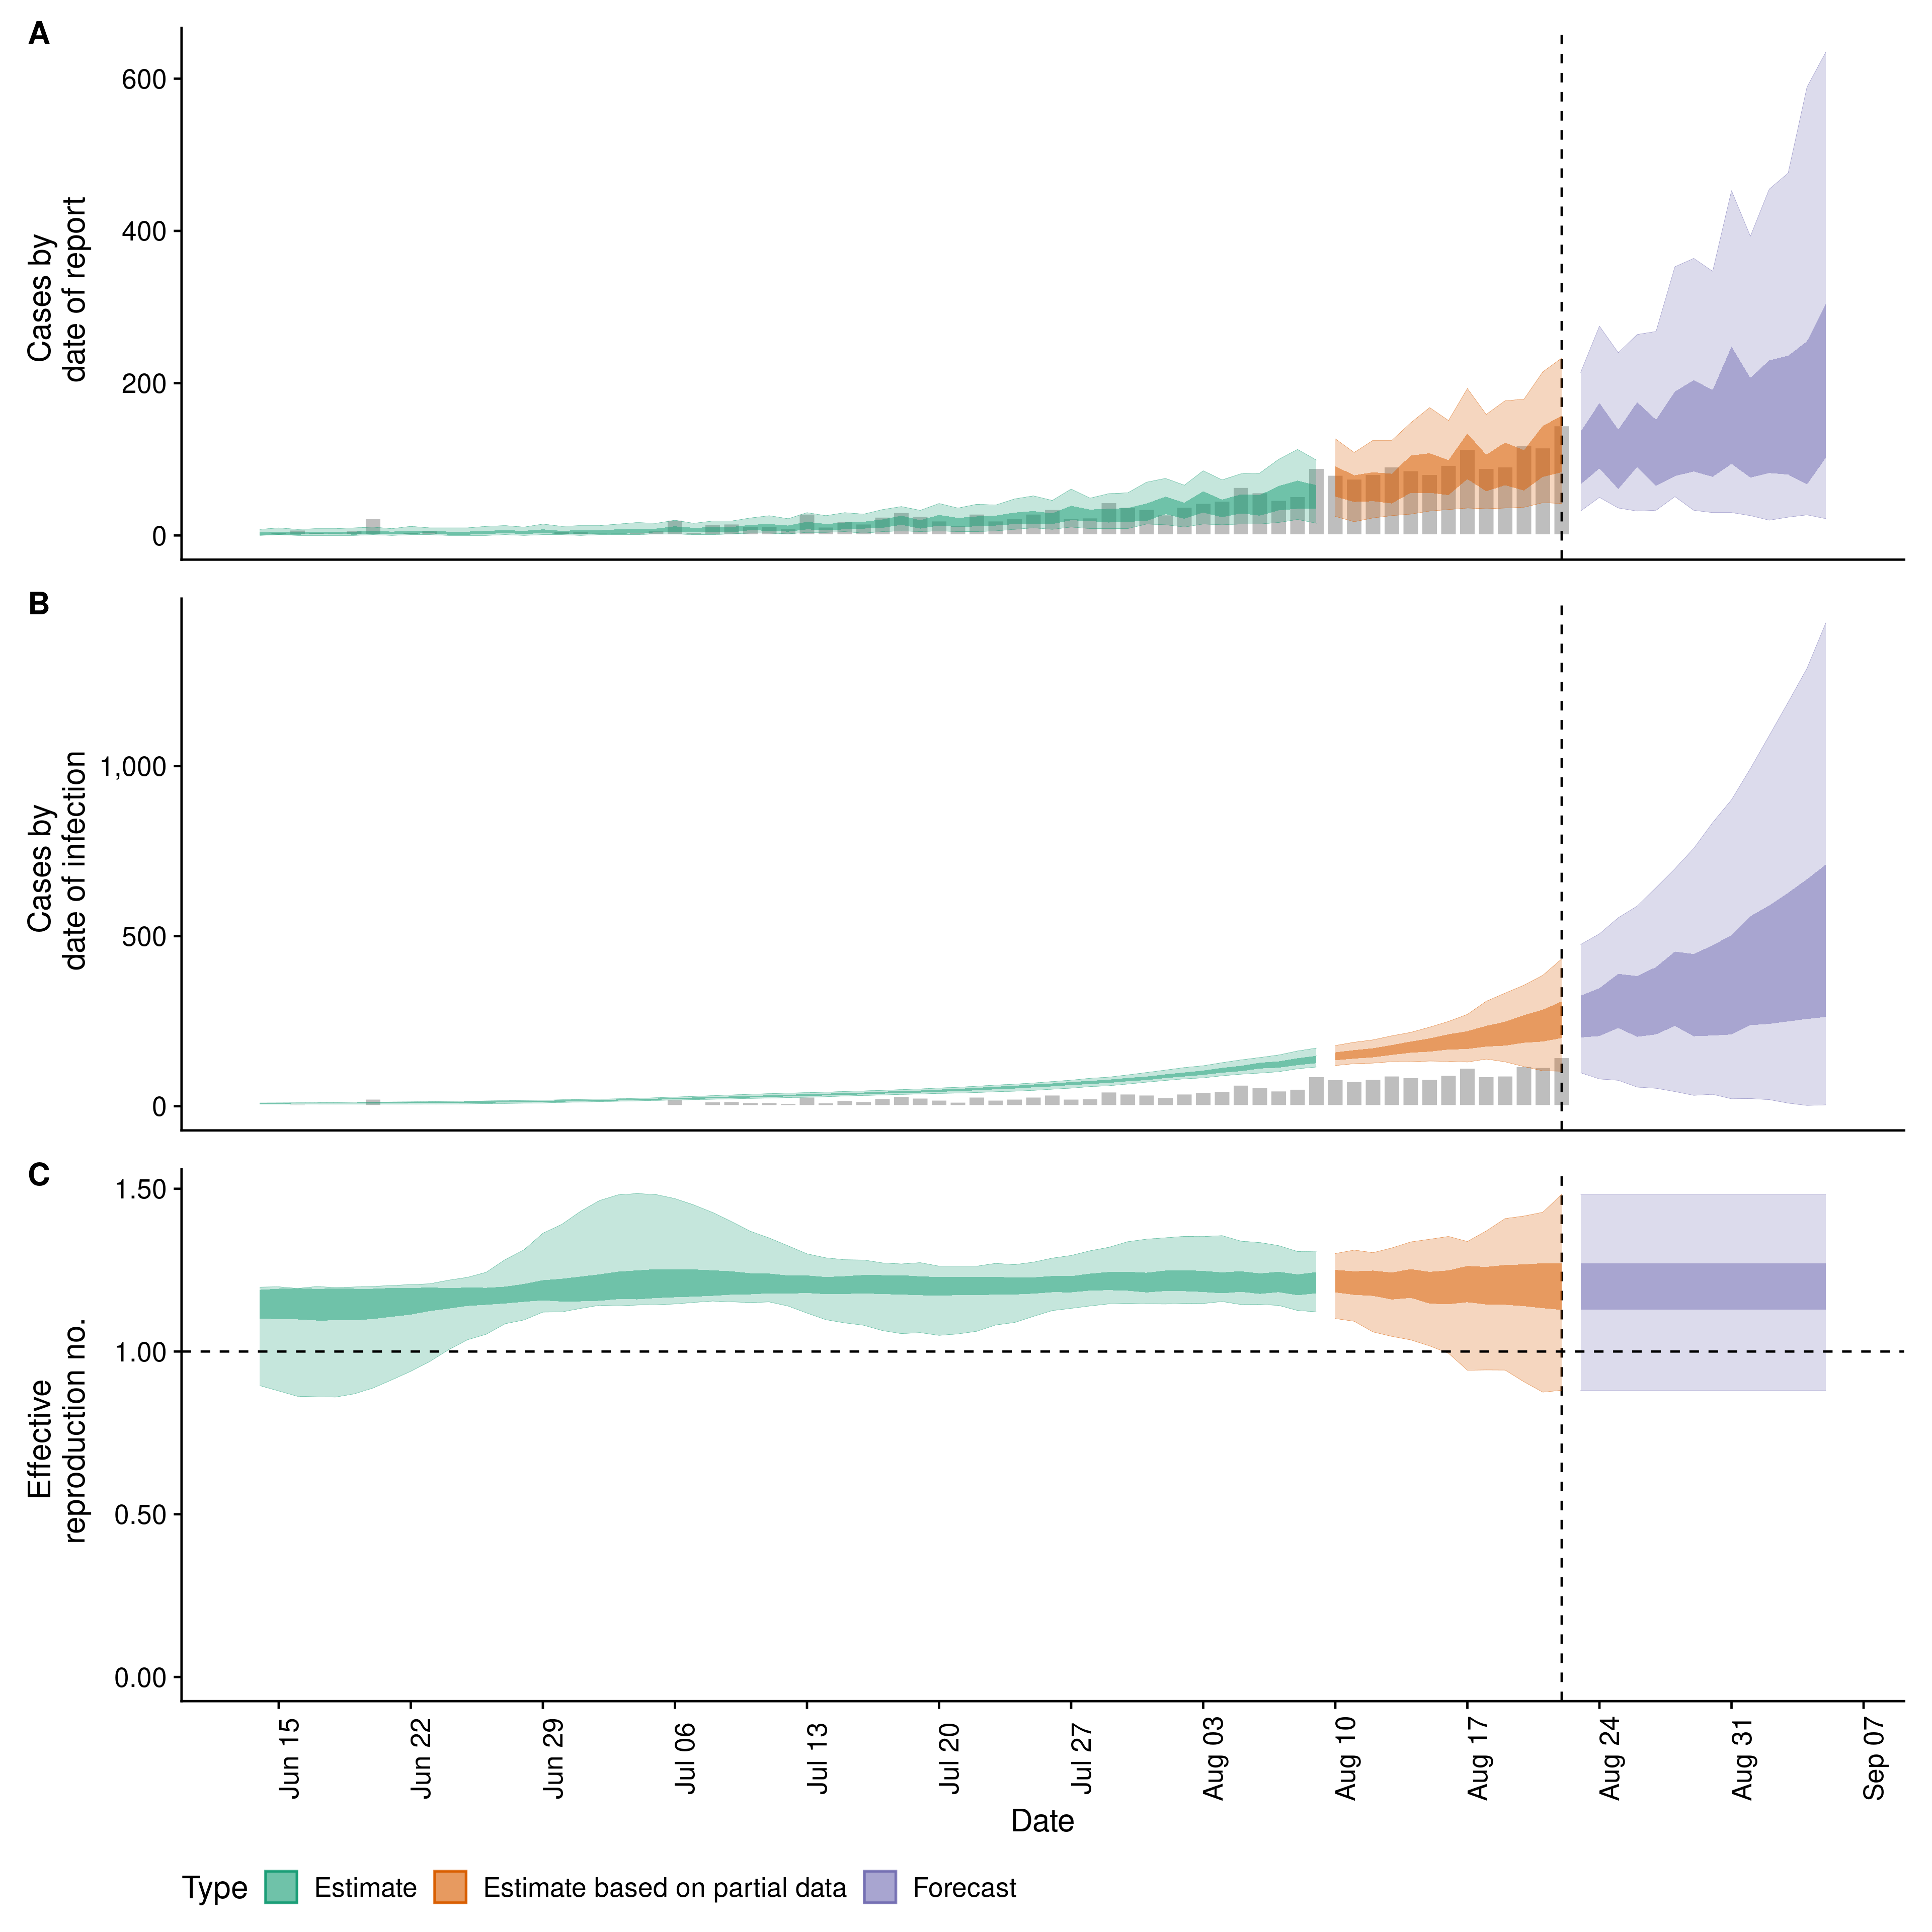 A
600
400
200
0
Cases by
date of report
B
1,000
500
0
Cases by
date of infection
C
1.50
1.00
0.50
0.00
Effective
reproduction no.
Jun 15
Jun 22
Jun 29
Jul 06
Jul 13
Jul 20
Jul 27
Aug 03
Aug 10
Aug 17
Aug 24
Aug 31
Sep 07
Date
Type Estimate Estimate based on partial data Forecast